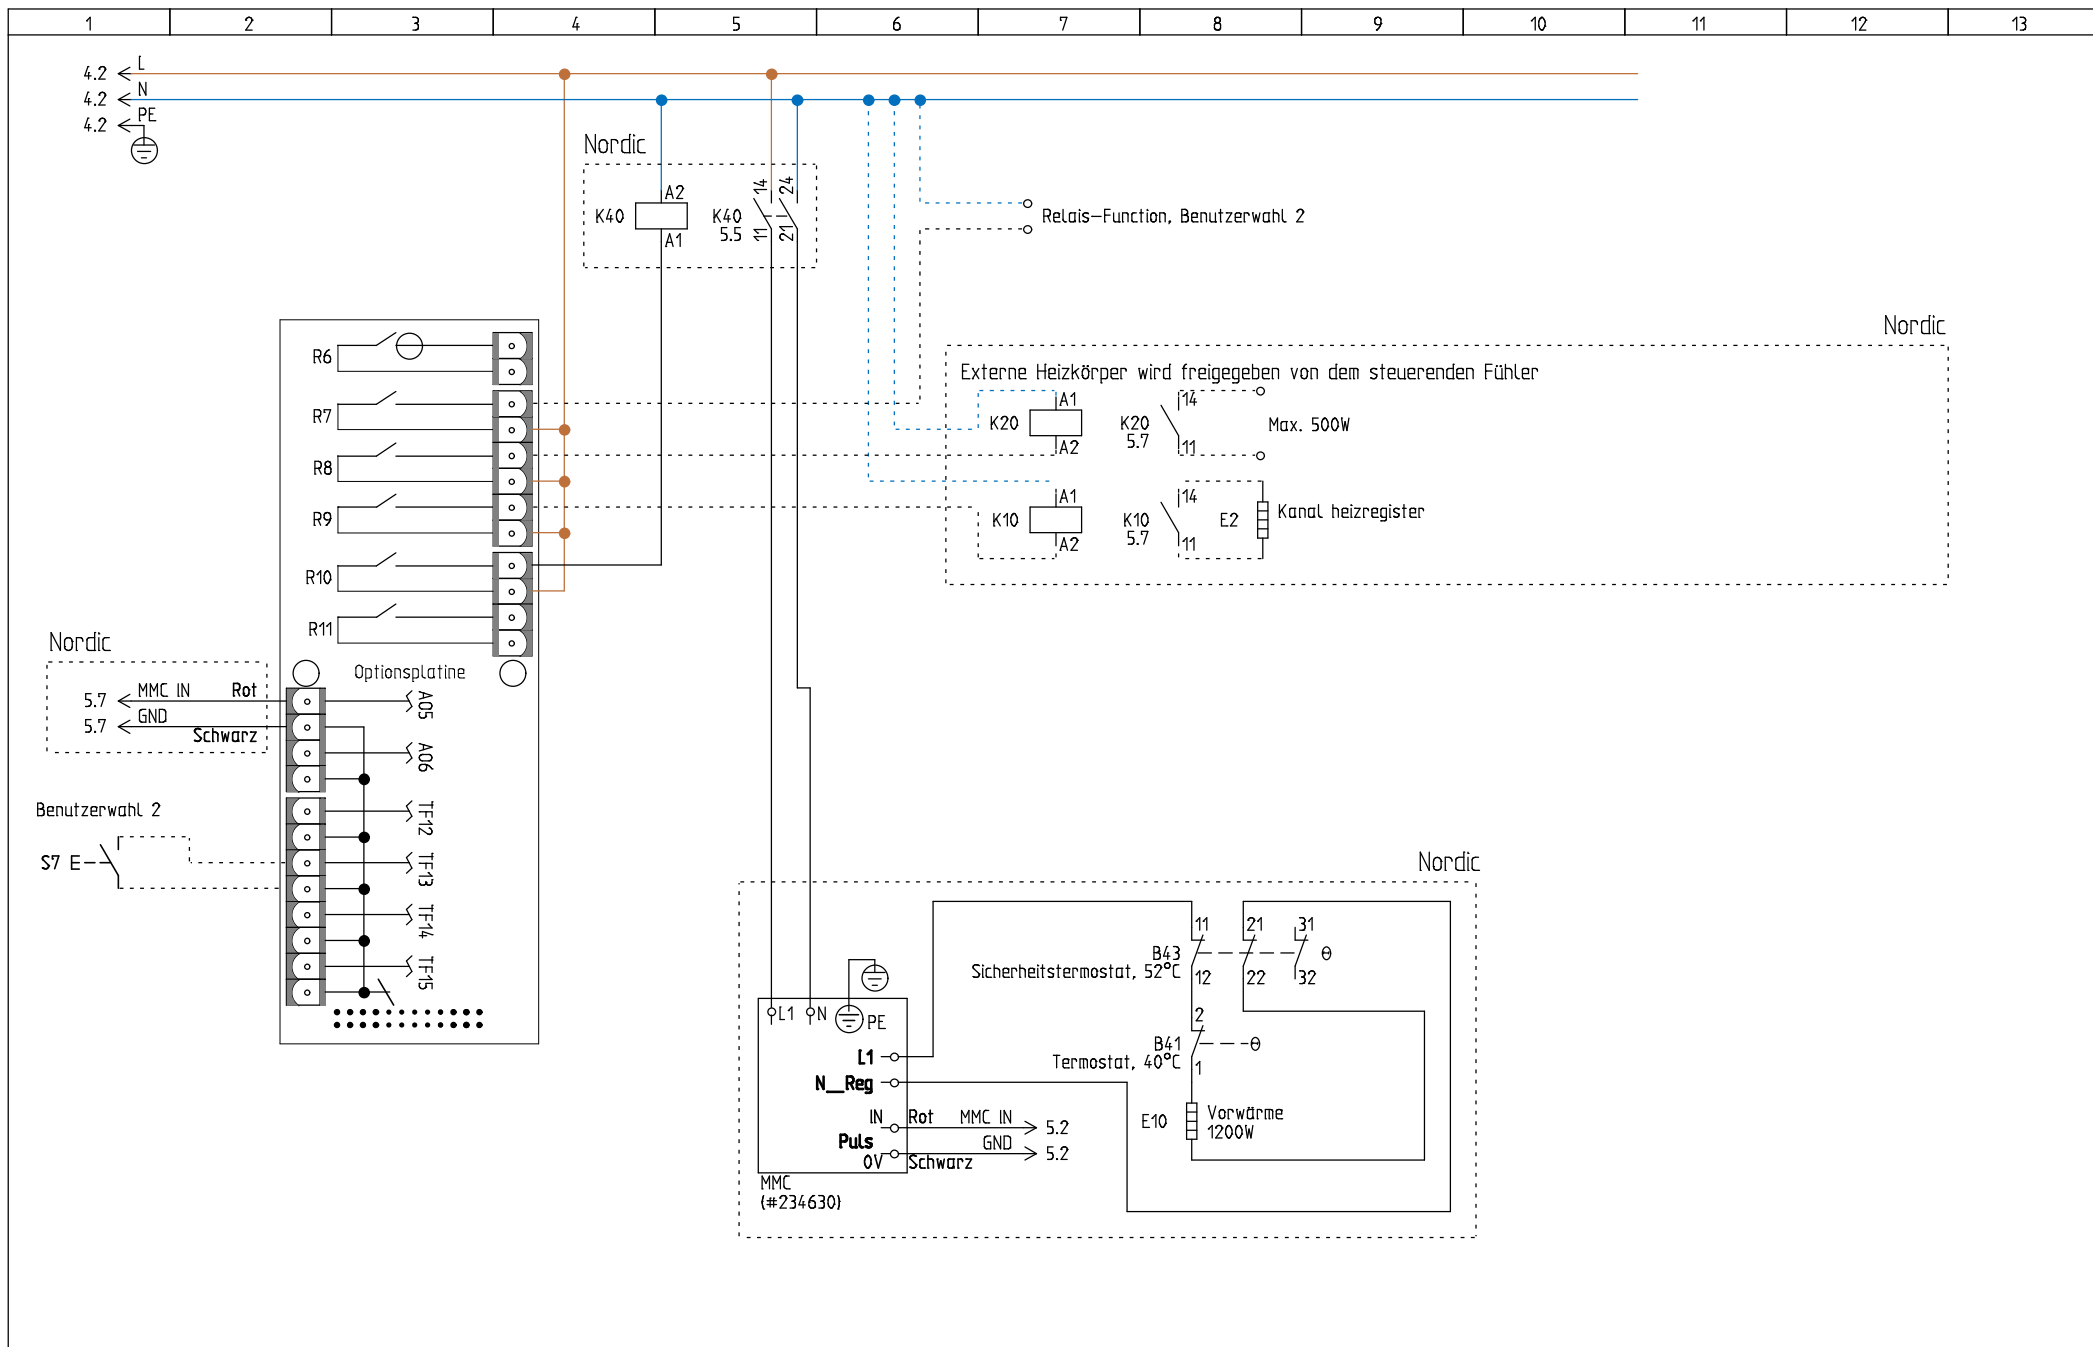 1 2 3 4 5 6 7 8 9 10 11 12 13
4.2 L
4.2 N
4.2 PE
Nordic
K40 A2 A1
K40 5.5 14 11 24 21
Relais-Function, Benutzerwahl 2
Nordic
Externe Heizkörper wird freigegeben von dem steuerenden Fühler
K20 A1 A2
K20 5.7 14 11
Max. 500W
K10 A1 A2
K10 5.7 14 11
E2
Kanal heizregister
R6
R7
R8
R9
R10
R11
Optionsplatine
Nordic
5.7 MMC IN Rot
5.7 GND
Schwarz
A05
A06
TF12
TF13
TF14
TF15
Benutzerwahl 2
S7
Nordic
11 21 31
B43
Sicherheitstermostat, 52°C
12 22 32
2
B41
Termostat, 40°C
1
E10
Vorwärme
1200W
L1 N PE
L1
N_Reg
IN Rot MMC IN 5.2
Puls
GND 5.2
0V Schwarz
MMC
(#234630)